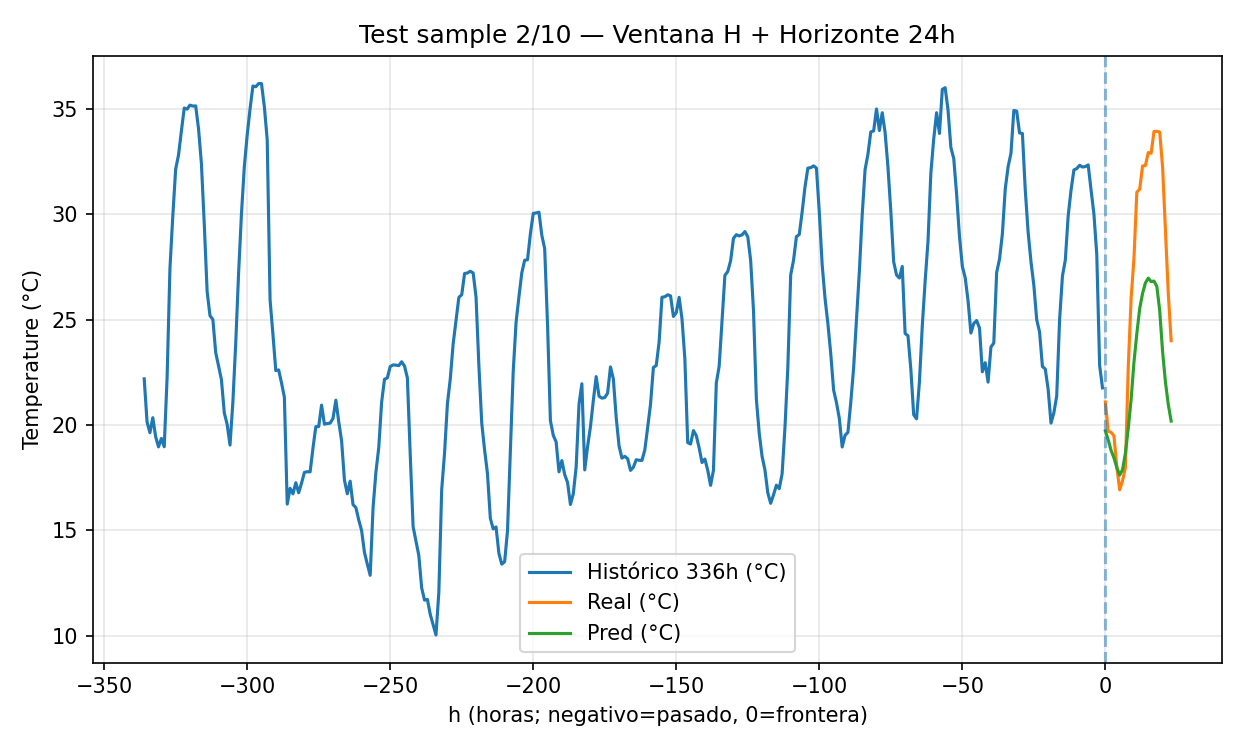 Test sample 2/10 — Ventana H + Horizonte 24h
Temperature (°C)
35
30
25
20
15
10
Histórico 336h (°C)
Real (°C)
Pred (°C)
−350 −300 −250 −200 −150 −100 −50 0
h (horas; negativo=pasado, 0=frontera)